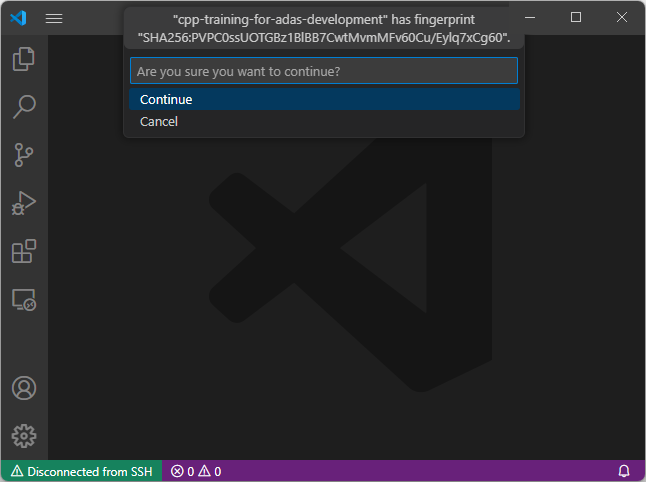 "cpp-training-for-adas-development" has fingerprint
"SHA256:PVPC0ssUOTGBz1BlBB7CwtMvmMFv60Cu/Eylq7xCg60".
Are you sure you want to continue?
Continue
Cancel
Disconnected from SSH
0
0